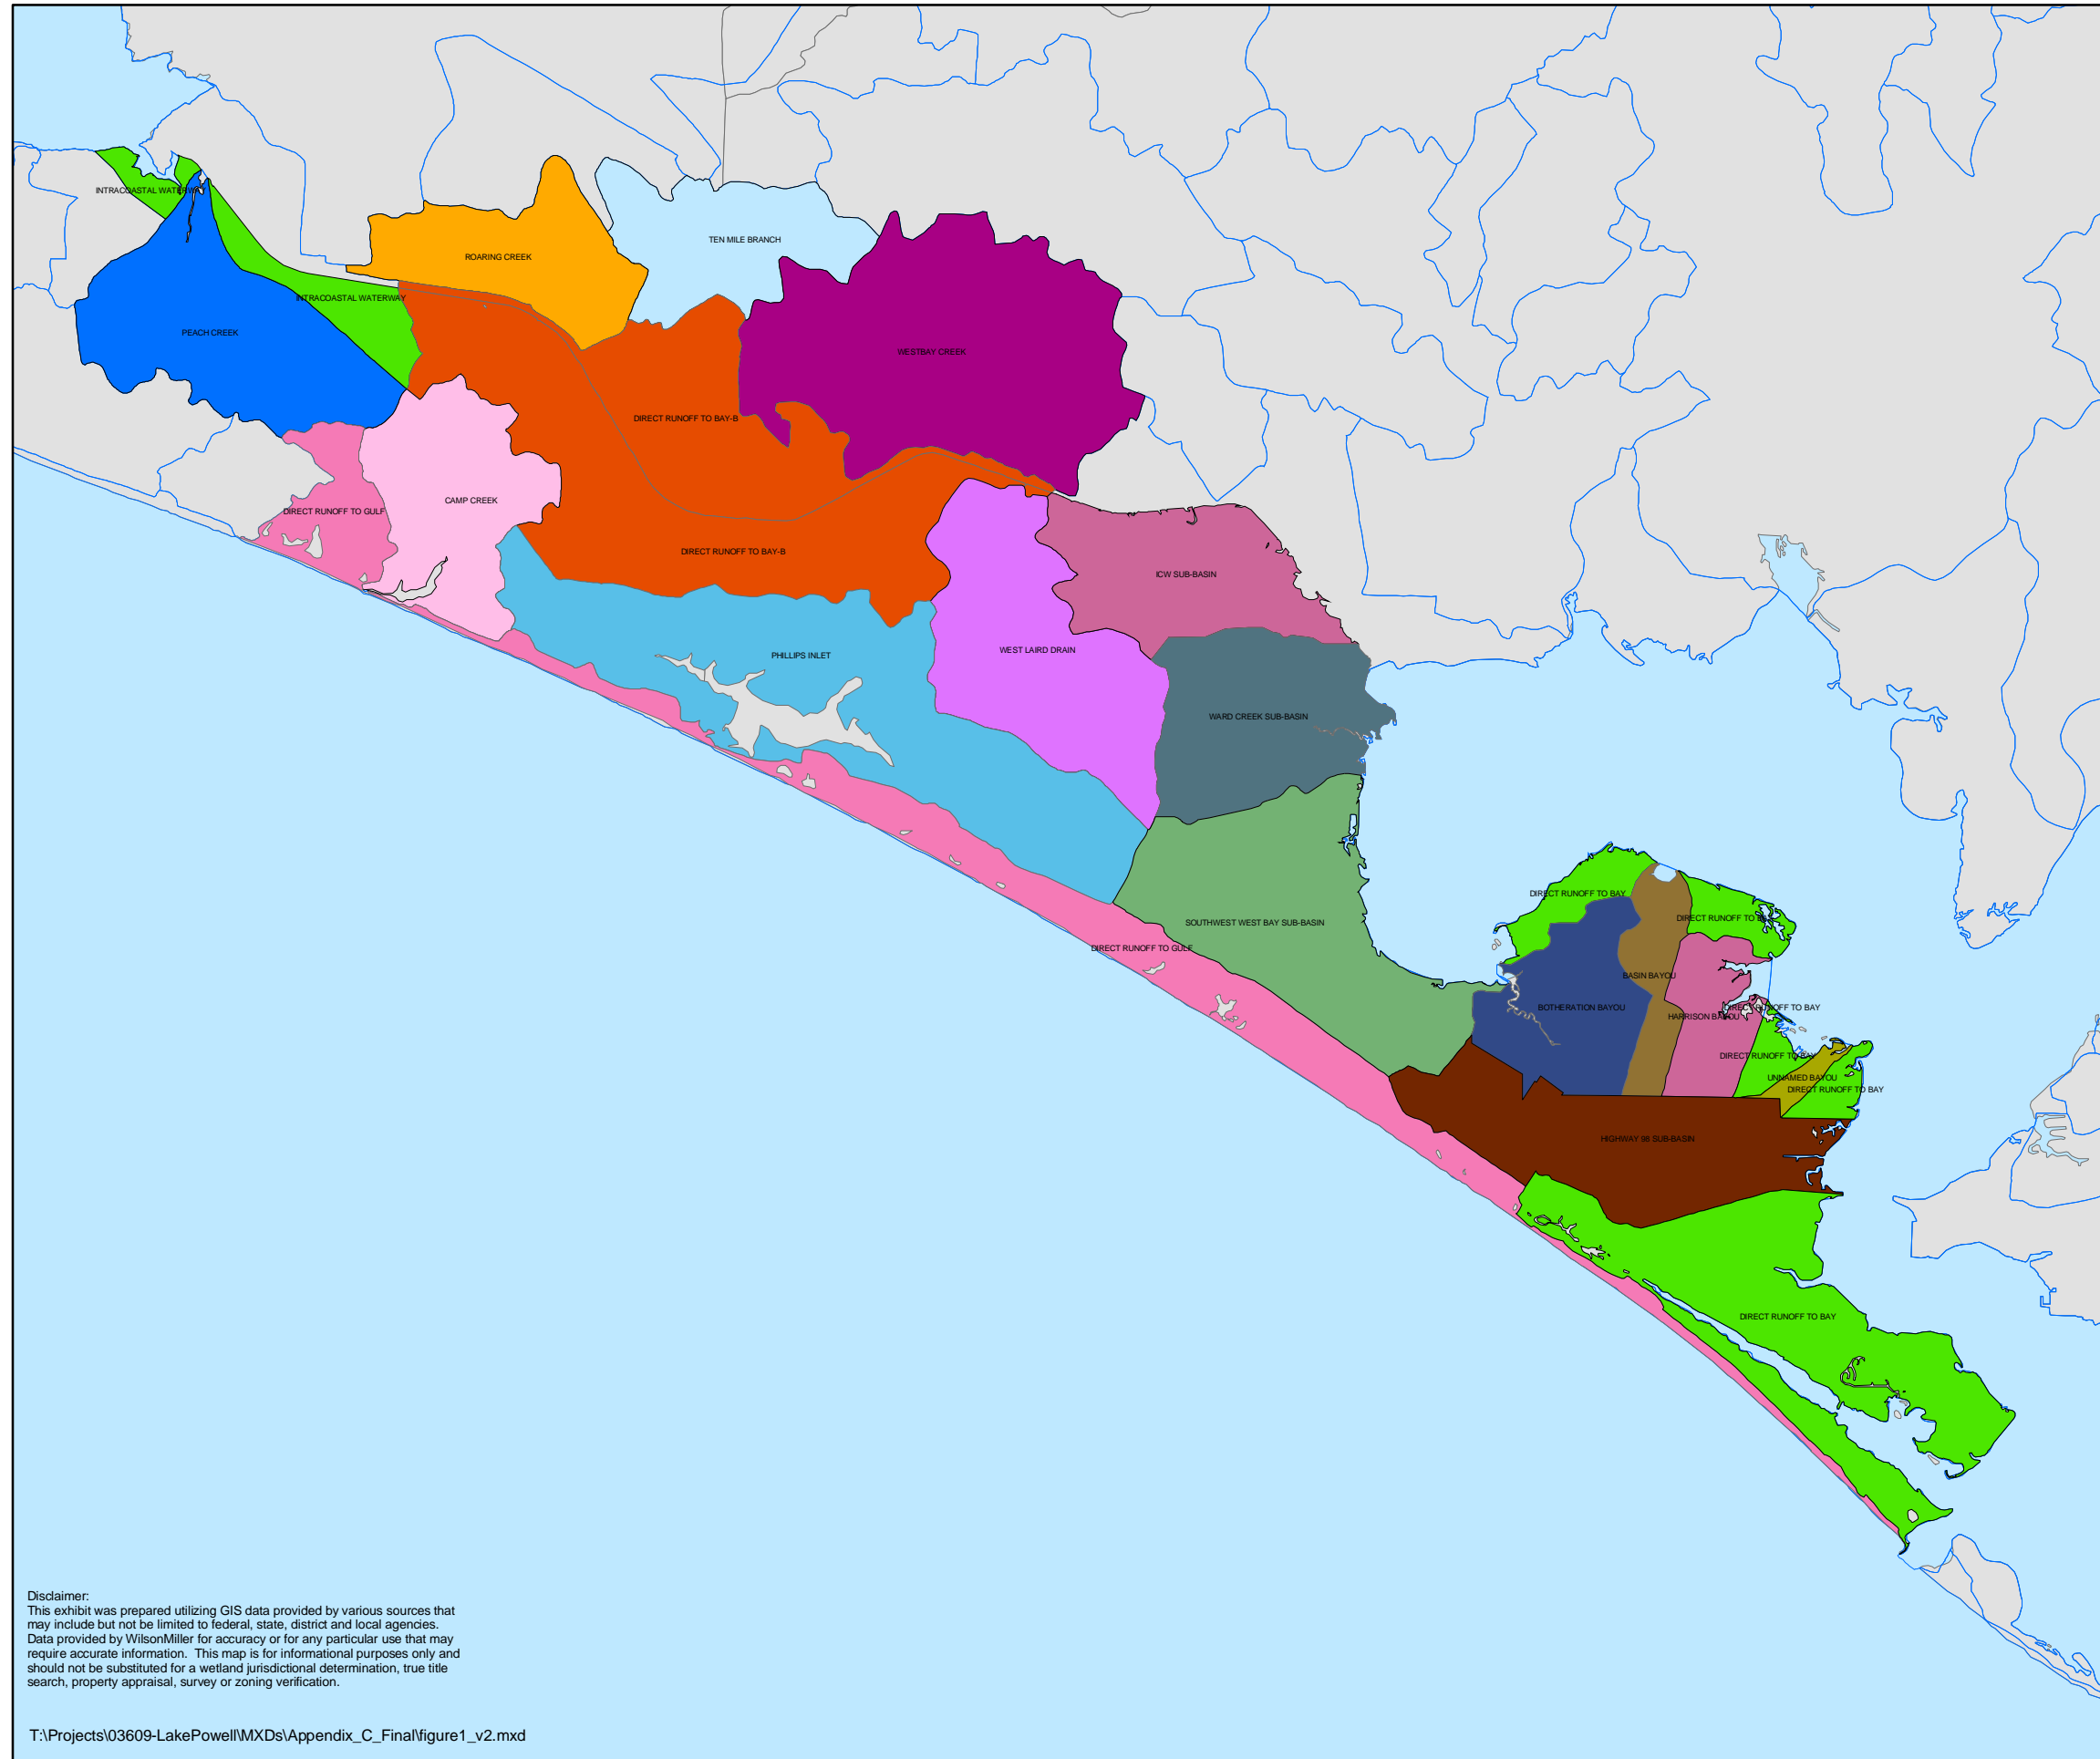 INTRACOASTAL WATERWAY
TEN MILE BRANCH
ROARING CREEK
INTRACOASTAL WATERWAY
PEACH CREEK
WESTBAY CREEK
DIRECT RUNOFF TO BAY-B
CAMP CREEK
DIRECT RUNOFF TO GULF
DIRECT RUNOFF TO BAY-B
ICW SUB-BASIN
WEST LAIRD DRAIN
PHILLIPS INLET
WARD CREEK SUB-BASIN
DIRECT RUNOFF TO BAY
DIRECT RUNOFF TO BAY
SOUTHWEST WEST BAY SUB-BASIN
DIRECT RUNOFF TO GULF
BASIN BAYOU
BOTHERATION BAYOU
DIRECT RUNOFF TO BAY
HARRISON BAYOU
DIRECT RUNOFF TO BAY
UNNAMED BAYOU
DIRECT RUNOFF TO BAY
HIGHWAY 98 SUB-BASIN
DIRECT RUNOFF TO BAY
Disclaimer:
This exhibit was prepared utilizing GIS data provided by various sources that
may include but not be limited to federal, state, district and local agencies.
Data provided by WilsonMiller for accuracy or for any particular use that may
require accurate information.  This map is for informational purposes only and
should not be substituted for a wetland jurisdictional determination, true title
search, property appraisal, survey or zoning verification.
T:\Projects\03609-LakePowell\MXDs\Appendix_C_Final\figure1_v2.mxd